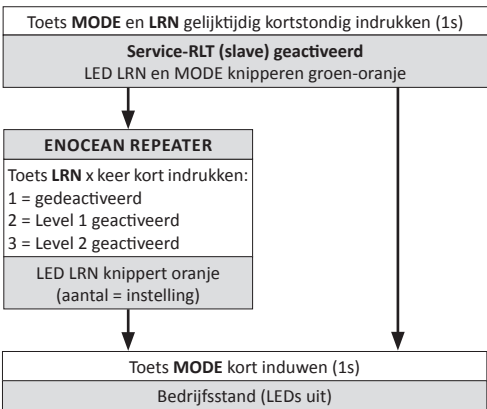 Toets MODE en LRN gelijktijdig kortstondig indrukken (1s)
Service-RLT (slave) geactiveerd
LED LRN en MODE knipperen groen-oranje
ENOCEAN REPEATER
Toets LRN x keer kort indrukken:
1 = gedeactiveerd
2 = Level 1 geactiveerd
3 = Level 2 geactiveerd
LED LRN knippert oranje
(aantal = instelling)
Toets MODE kort induwen (1s)
Bedrijfsstand (LEDs uit)